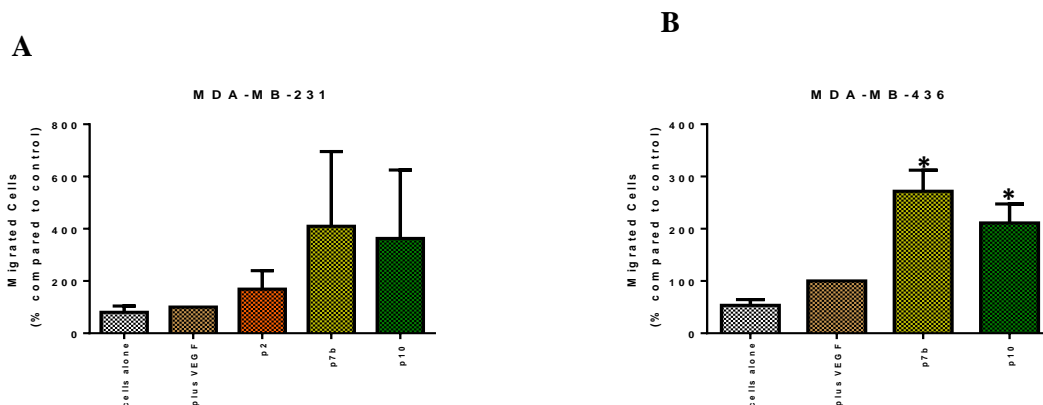 A
B
MDA-MB-231
Migrated Cells
(% compared to control)
800
600
400
200
0
cells alone
plus VEGF
p2
p7b
p10
MDA-MB-436
Migrated Cells
(% compared to control)
400
300
200
100
0
*
*
cells alone
plus VEGF
p7b
p10